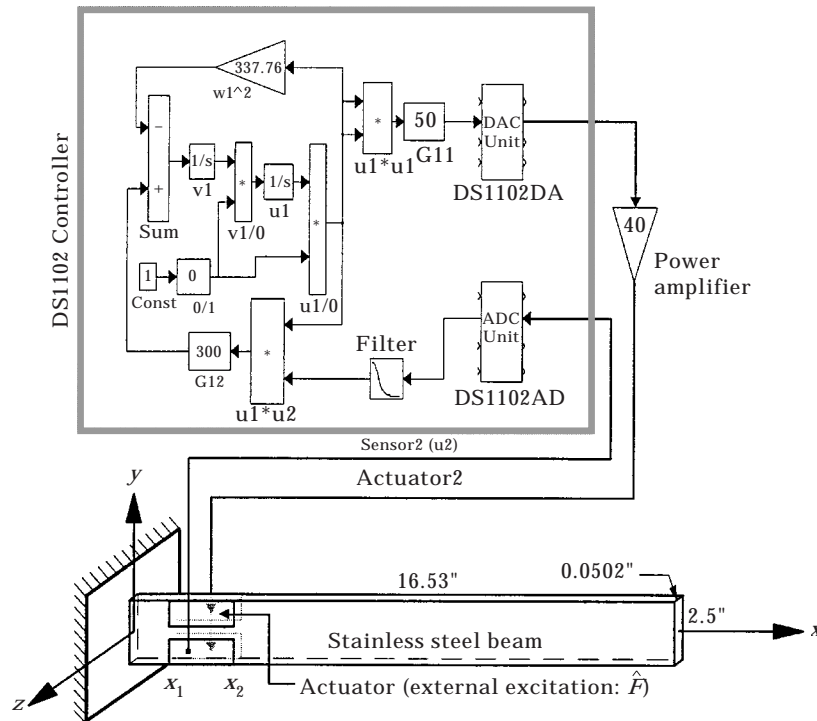 DS1102 Controller
337.76
w1^2
−
+
Sum
1/s
v1
*
v1/0
1/s
u1
*
u1/0
*
u1*u1
50
G11
DAC
Unit
DS1102DA
40
Power
amplifier
1
Const
0
0/1
300
G12
*
u1*u2
Filter
ADC
Unit
DS1102AD
Sensor2 (u2)
Actuator2
y
16.53"
0.0502"
2.5"
x
Stainless steel beam
z
x1
x2
Actuator (external excitation: F̂)